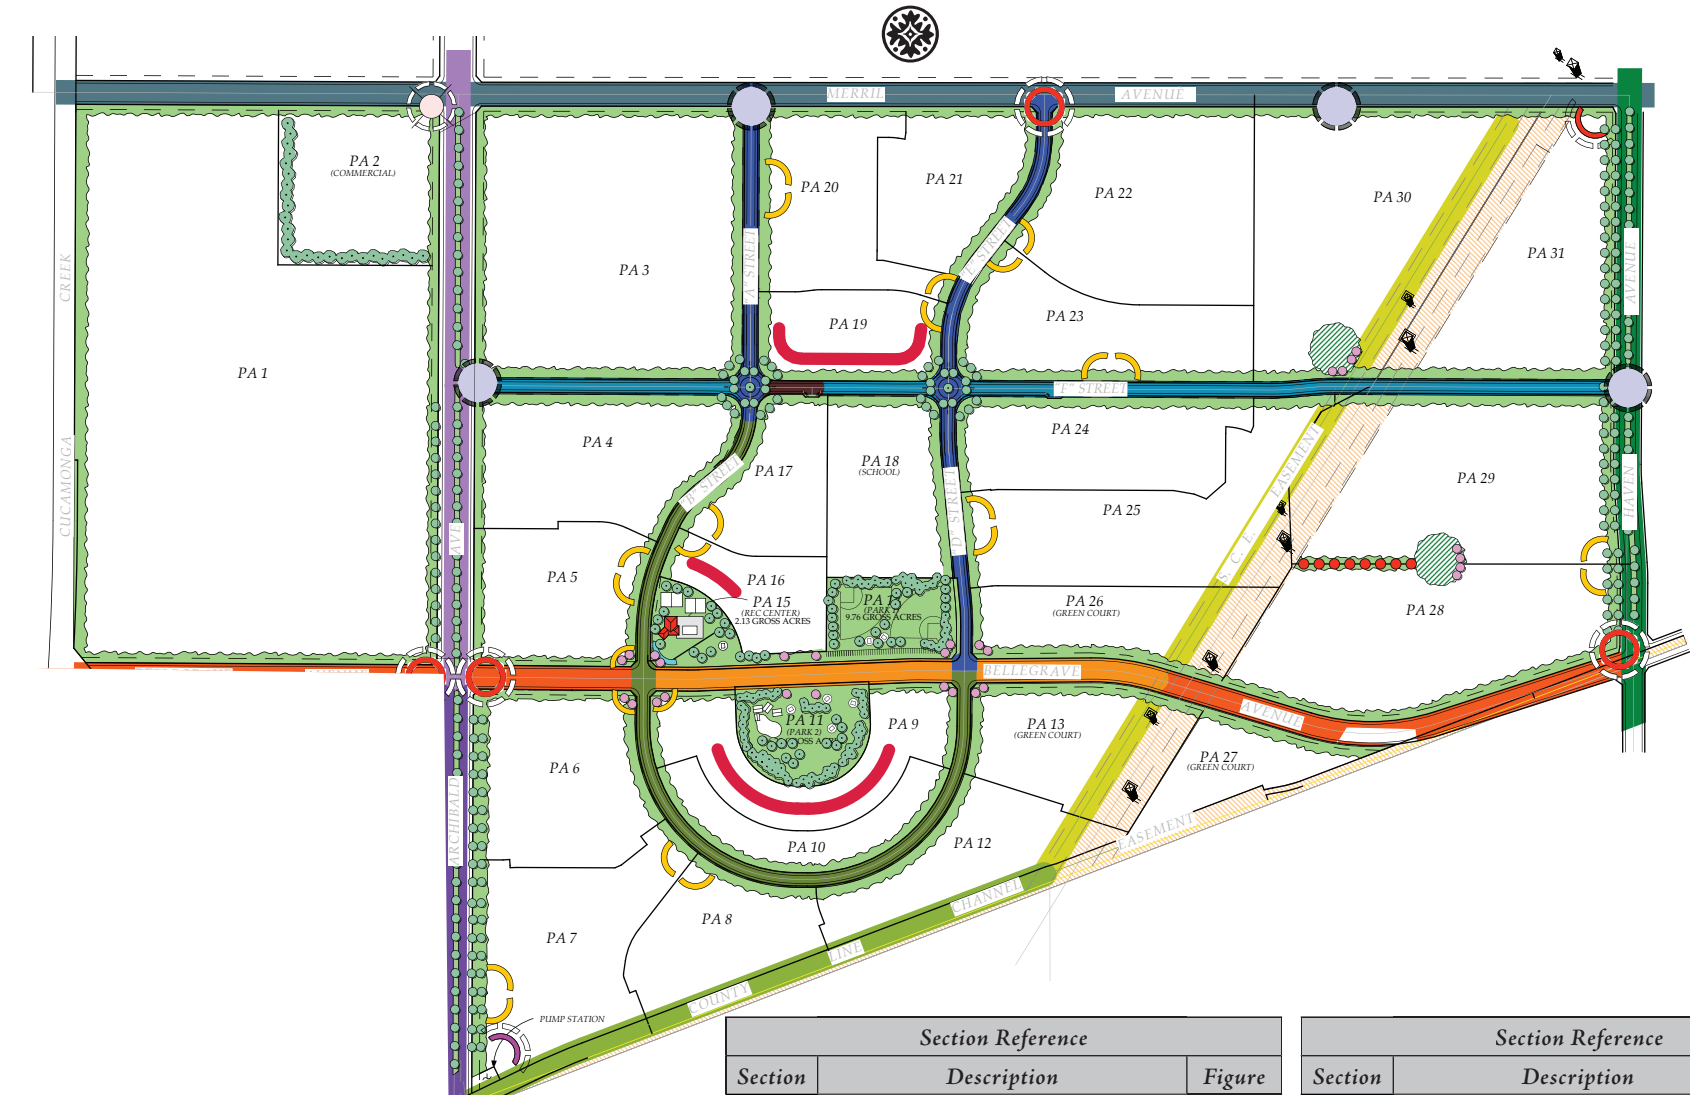 MERRIL
AVENUE
PA 2
(COMMERCIAL)
PA 20
PA 21
PA 22
PA 30
PA 31
PA 3
"A" STREET
"E" STREET
CREEK
AVENUE
PA 19
PA 23
PA 1
"F" STREET
PA 4
PA 17
PA 18
(SCHOOL)
PA 24
PA 29
"B" STREET
CUCAMONGA
AVE
EASEMENT
HAVEN
"D" STREET
PA 25
S. C. E.
PA 5
PA 16
PA 15
(REC CENTER)
2.13 GROSS ACRES
9.76 GROSS ACRES
PA 26
(GREEN COURT)
PA 28
BELLEGRAVE
AVENUE
PA 11
(PARK 2)
PA 9
PA 13
(GREEN COURT)
PA 27
(GREEN COURT)
PA 6
ARCHIBALD
PA 10
PA 12
EASEMENT
CHANNEL
PA 8
PA 7
LINE
COUNTY
PUMP STATION
Section Reference
Section Description Figure
Section Reference
Section Description